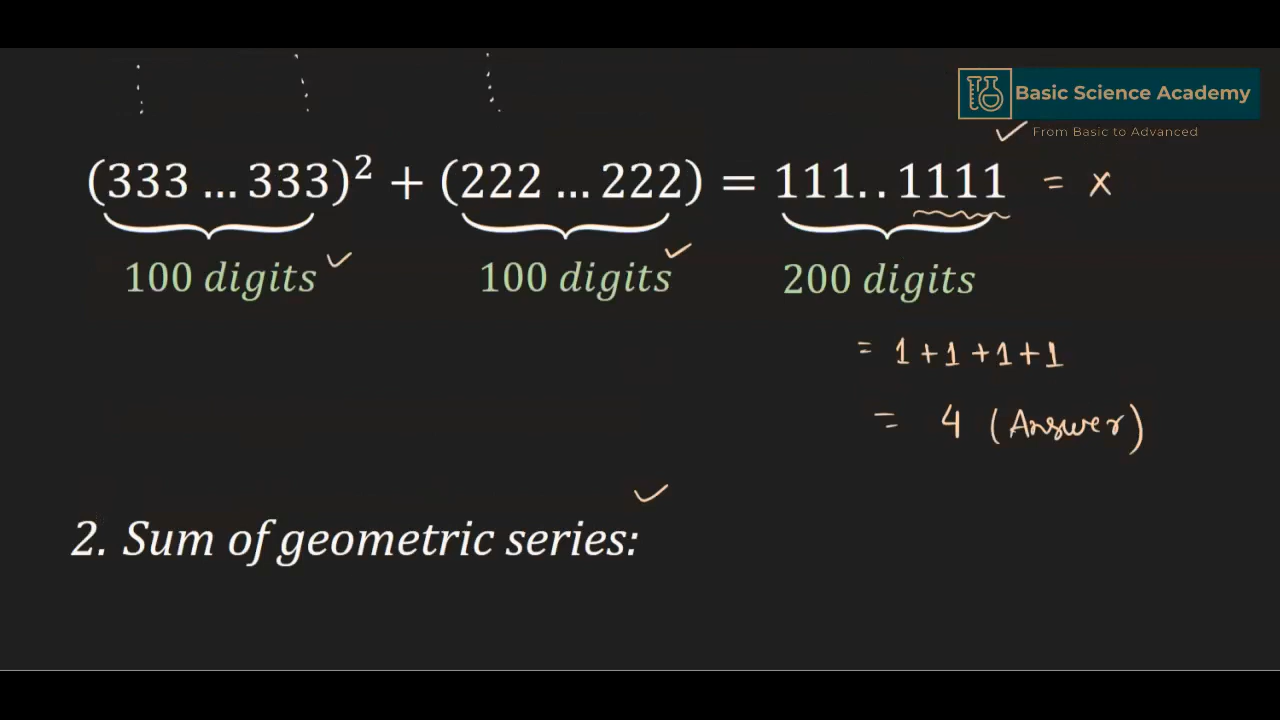 Basic Science Academy
From Basic to Advanced
(333 ... 333)² + (222 ... 222) = 111. . 1111 = x
100 digits 100 digits 200 digits
= 1 + 1 + 1 + 1
= 4 (Answer)
2. Sum of geometric series: